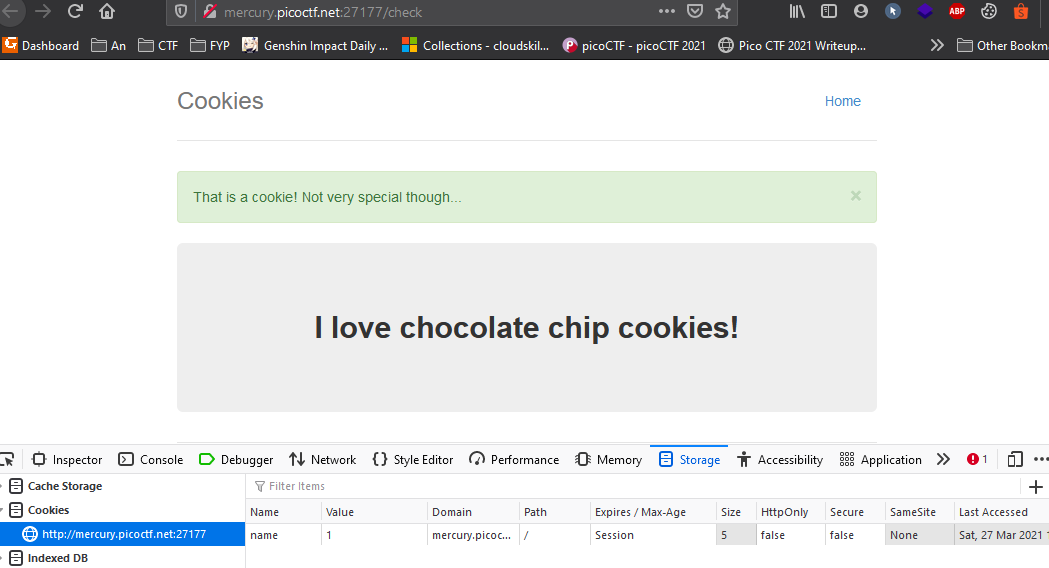 mercury.picoctf.net:27177/check
Dashboard An CTF FYP Genshin Impact Daily ... Collections - cloudskil... picoCTF - picoCTF 2021 Pico CTF 2021 Writeup... Other Bookm
ABP
Cookies Home
That is a cookie! Not very special though... ×
I love chocolate chip cookies!
Inspector Console Debugger Network Style Editor Performance Memory Storage Accessibility Application 1
Cache Storage Filter Items
Cookies Name Value Domain Path Expires / Max-Age Size HttpOnly Secure SameSite Last Accessed
http://mercury.picoctf.net:27177 name 1 mercury.picoc... / Session 5 false false None Sat, 27 Mar 2021
Indexed DB